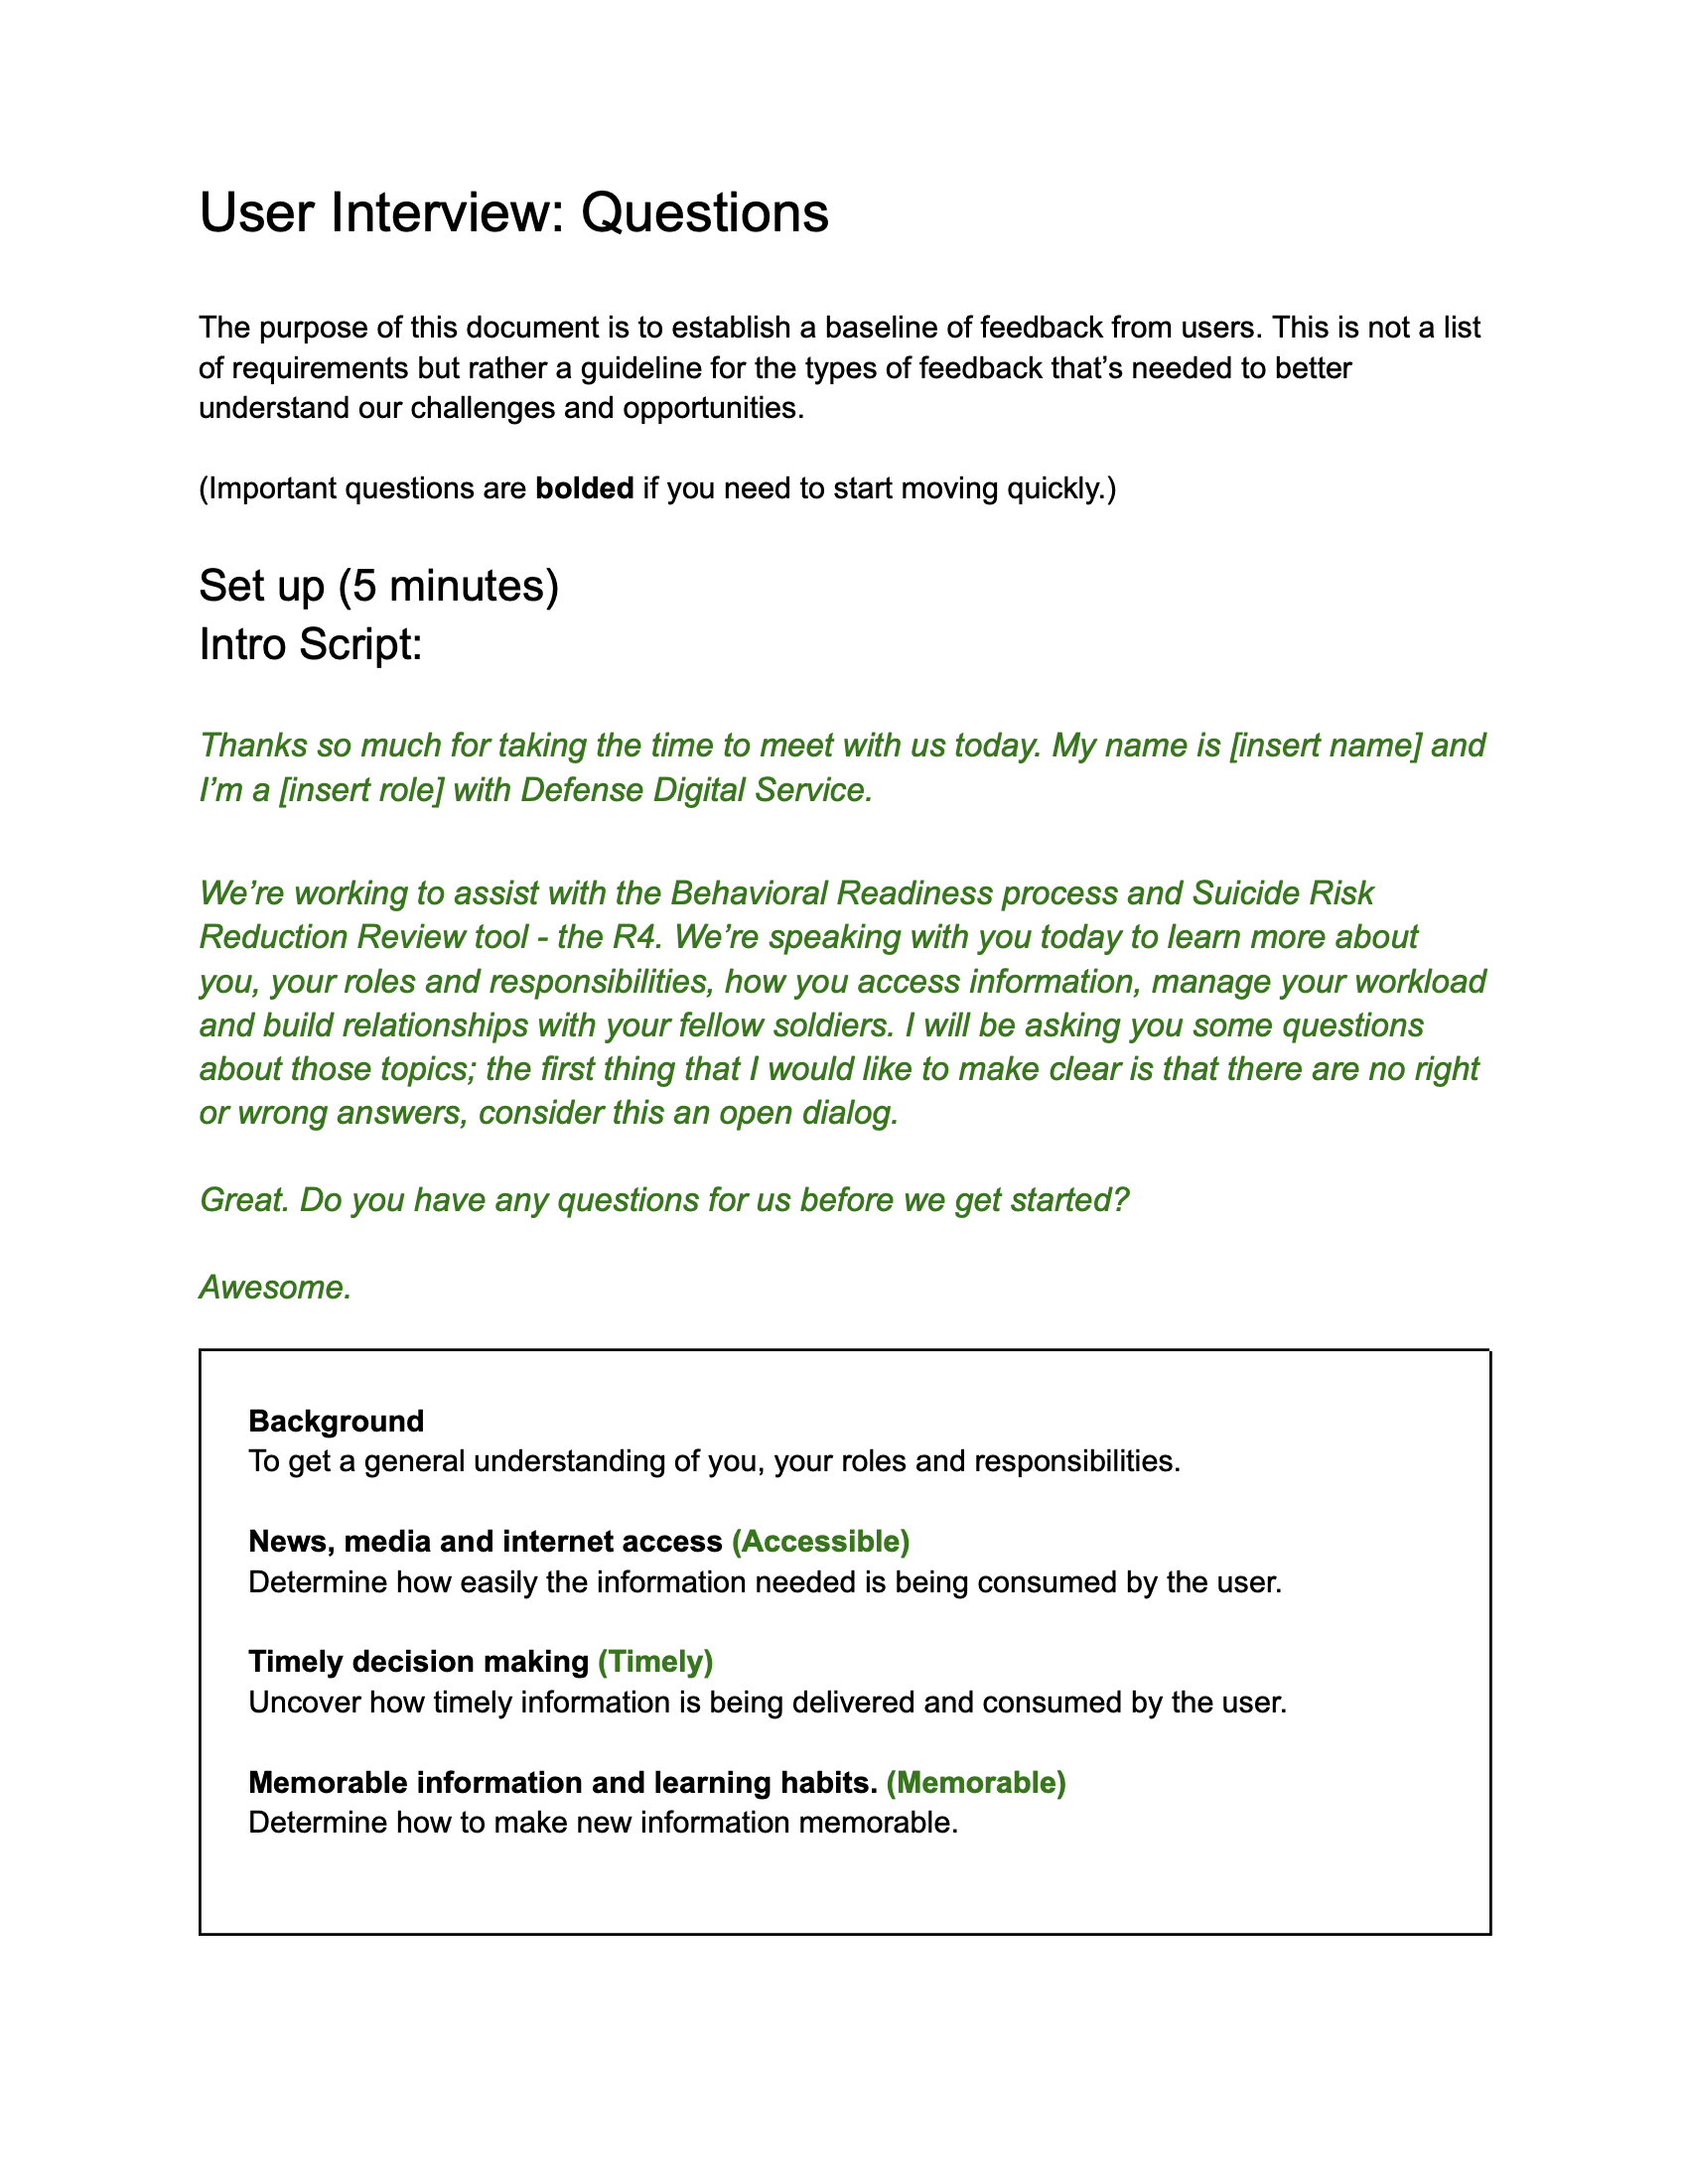 User Interview: Questions
The purpose of this document is to establish a baseline of feedback from users. This is not a list
of requirements but rather a guideline for the types of feedback that’s needed to better
understand our challenges and opportunities.
(Important questions are bolded if you need to start moving quickly.)
Set up (5 minutes)
Intro Script:
Thanks so much for taking the time to meet with us today. My name is [insert name] and
I’m a [insert role] with Defense Digital Service.
We’re working to assist with the Behavioral Readiness process and Suicide Risk
Reduction Review tool - the R4. We’re speaking with you today to learn more about
you, your roles and responsibilities, how you access information, manage your workload
and build relationships with your fellow soldiers. I will be asking you some questions
about those topics; the first thing that I would like to make clear is that there are no right
or wrong answers, consider this an open dialog.
Great. Do you have any questions for us before we get started?
Awesome.
Background
To get a general understanding of you, your roles and responsibilities.
News, media and internet access (Accessible)
Determine how easily the information needed is being consumed by the user.
Timely decision making (Timely)
Uncover how timely information is being delivered and consumed by the user.
Memorable information and learning habits. (Memorable)
Determine how to make new information memorable.